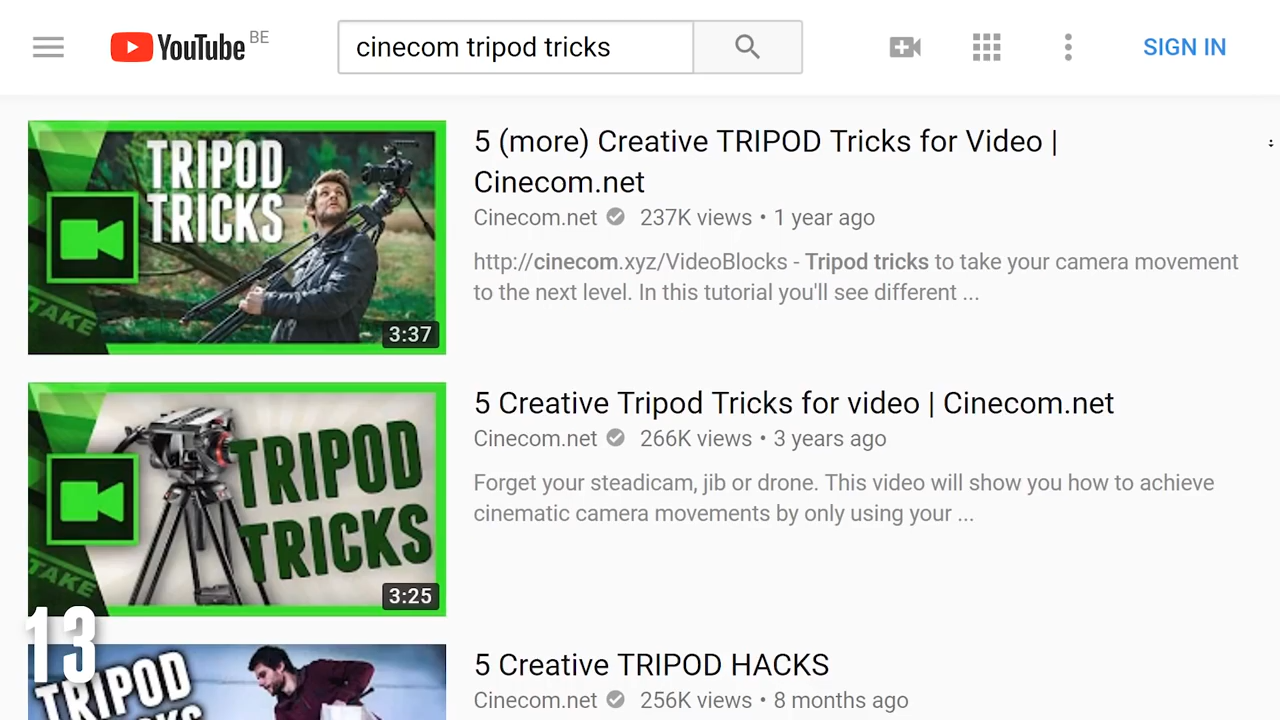 YouTube BE
cinecom tripod tricks
SIGN IN
TRIPOD
TRICKS
TAKE
3:37
5 (more) Creative TRIPOD Tricks for Video |
Cinecom.net
Cinecom.net 237K views • 1 year ago
http://cinecom.xyz/VideoBlocks - Tripod tricks to take your camera movement
to the next level. In this tutorial you'll see different ...
TRIPOD
TRICKS
TAKE
3:25
5 Creative Tripod Tricks for video | Cinecom.net
Cinecom.net 266K views • 3 years ago
Forget your steadicam, jib or drone. This video will show you how to achieve
cinematic camera movements by only using your ...
13
TRIPOD
5 Creative TRIPOD HACKS
Cinecom.net 256K views • 8 months ago